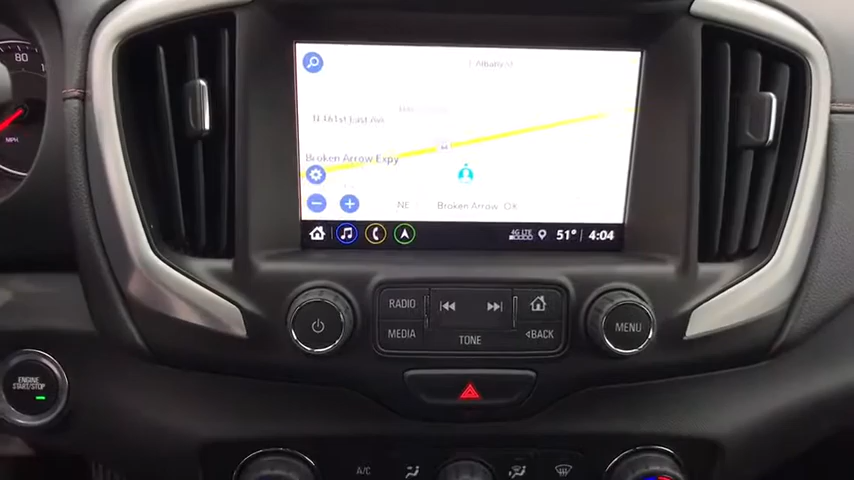 80
MPH
E Albany St
N 161st East Ave
Broken Arrow Expy
NE
Broken Arrow, OK
4G LTE
51°
4:04
RADIO
MEDIA
TONE
BACK
MENU
ENGINE
START/STOP
A/C